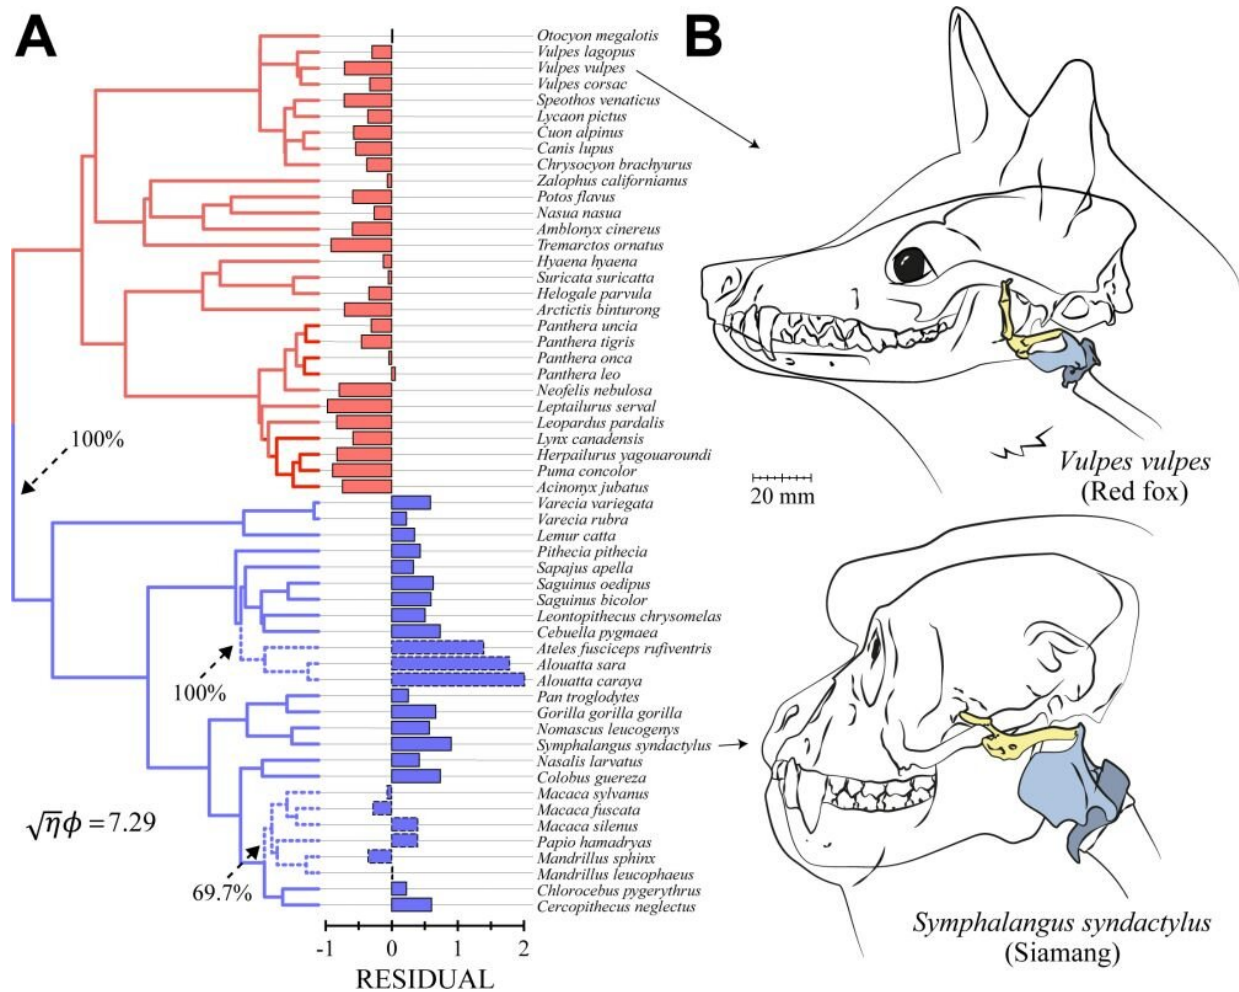 A
B
Otocyon megalotis
Vulpes lagopus
Vulpes vulpes
Vulpes corsac
Speothos venaticus
Lycaon pictus
Cuon alpinus
Canis lupus
Chrysocyon brachyurus
Zalophus californianus
Potos flavus
Nasua nasua
Amblonyx cinereus
Tremarctos ornatus
Hyaena hyaena
Suricata suricatta
Helogale parvula
Arctictis binturong
Panthera uncia
Panthera tigris
Panthera onca
Panthera leo
Neofelis nebulosa
Leptailurus serval
Leopardus pardalis
Lynx canadensis
Herpailurus yagouaroundi
Puma concolor
Acinonyx jubatus
Varecia variegata
Varecia rubra
Lemur catta
Pithecia pithecia
Sapajus apella
Saguinus oedipus
Saguinus bicolor
Leontopithecus chrysomelas
Cebuella pygmaea
Ateles fusciceps rufiventris
Alouatta sara
Alouatta caraya
Pan troglodytes
Gorilla gorilla gorilla
Nomascus leucogenys
Symphalangus syndactylus
Nasalis larvatus
Colobus guereza
Macaca sylvanus
Macaca fuscata
Macaca silenus
Papio hamadryas
Mandrillus sphinx
Mandrillus leucophaeus
Chlorocebus pygerythrus
Cercopithecus neglectus
100%
100%
69.7%
√ηϕ = 7.29
-1 0 1 2
RESIDUAL
20 mm
Vulpes vulpes
(Red fox)
Symphalangus syndactylus
(Siamang)